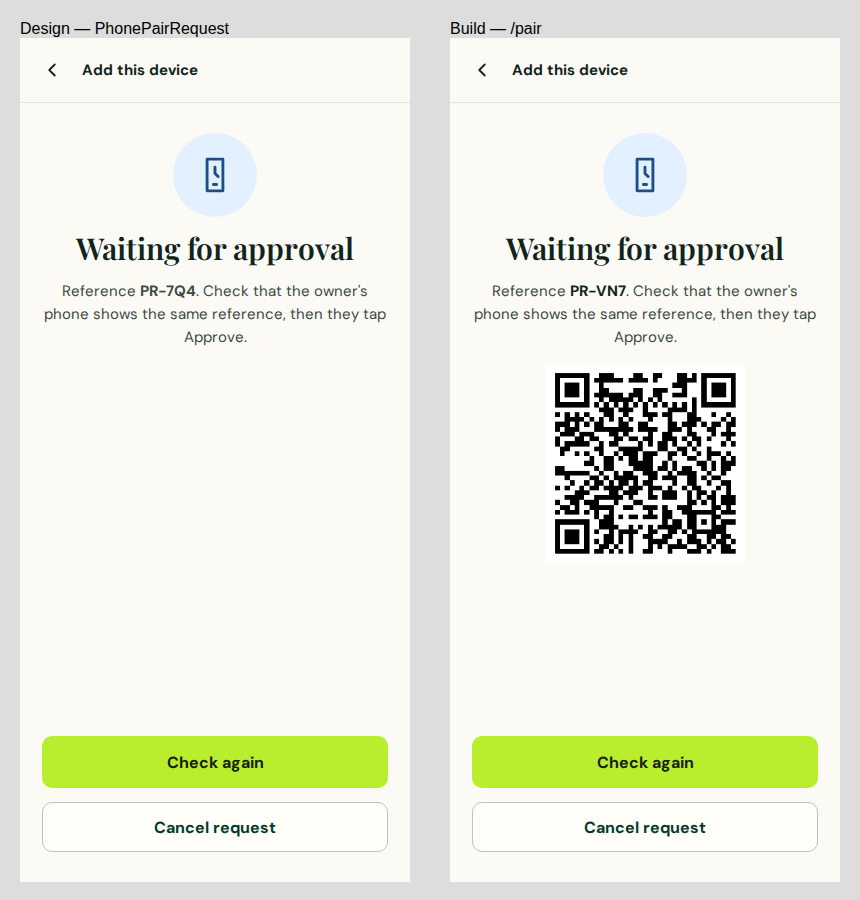 Design — PhonePairRequest
Add this device
Waiting for approval
Reference PR-7Q4. Check that the owner's
phone shows the same reference, then they tap
Approve.
Check again
Cancel request
Build — /pair
Add this device
Waiting for approval
Reference PR-VN7. Check that the owner's
phone shows the same reference, then they tap
Approve.
Check again
Cancel request